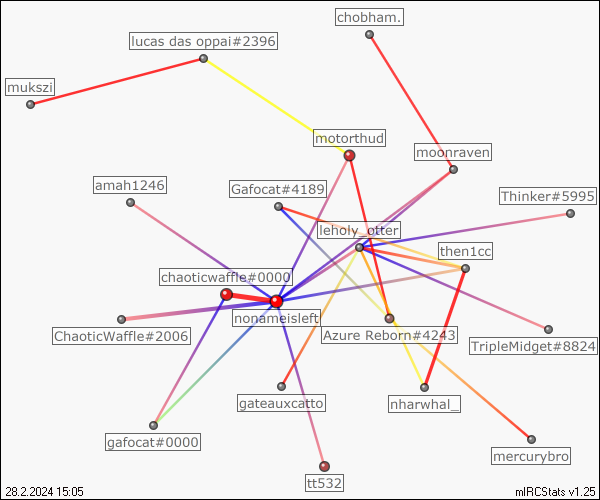 chobham.
lucas das oppai#2396
mukszi
motorthud
moonraven
amah1246
Gafocat#4189
Thinker#5995
leholy_otter
then1cc
chaoticwaffle#0000
nonameisleft
ChaoticWaffle#2006
Azure Reborn#4243
TripleMidget#8824
gateauxcatto
nharwhal_
gafocat#0000
mercurybro
tt532
28.2.2024 15:05
mIRCStats v1.25